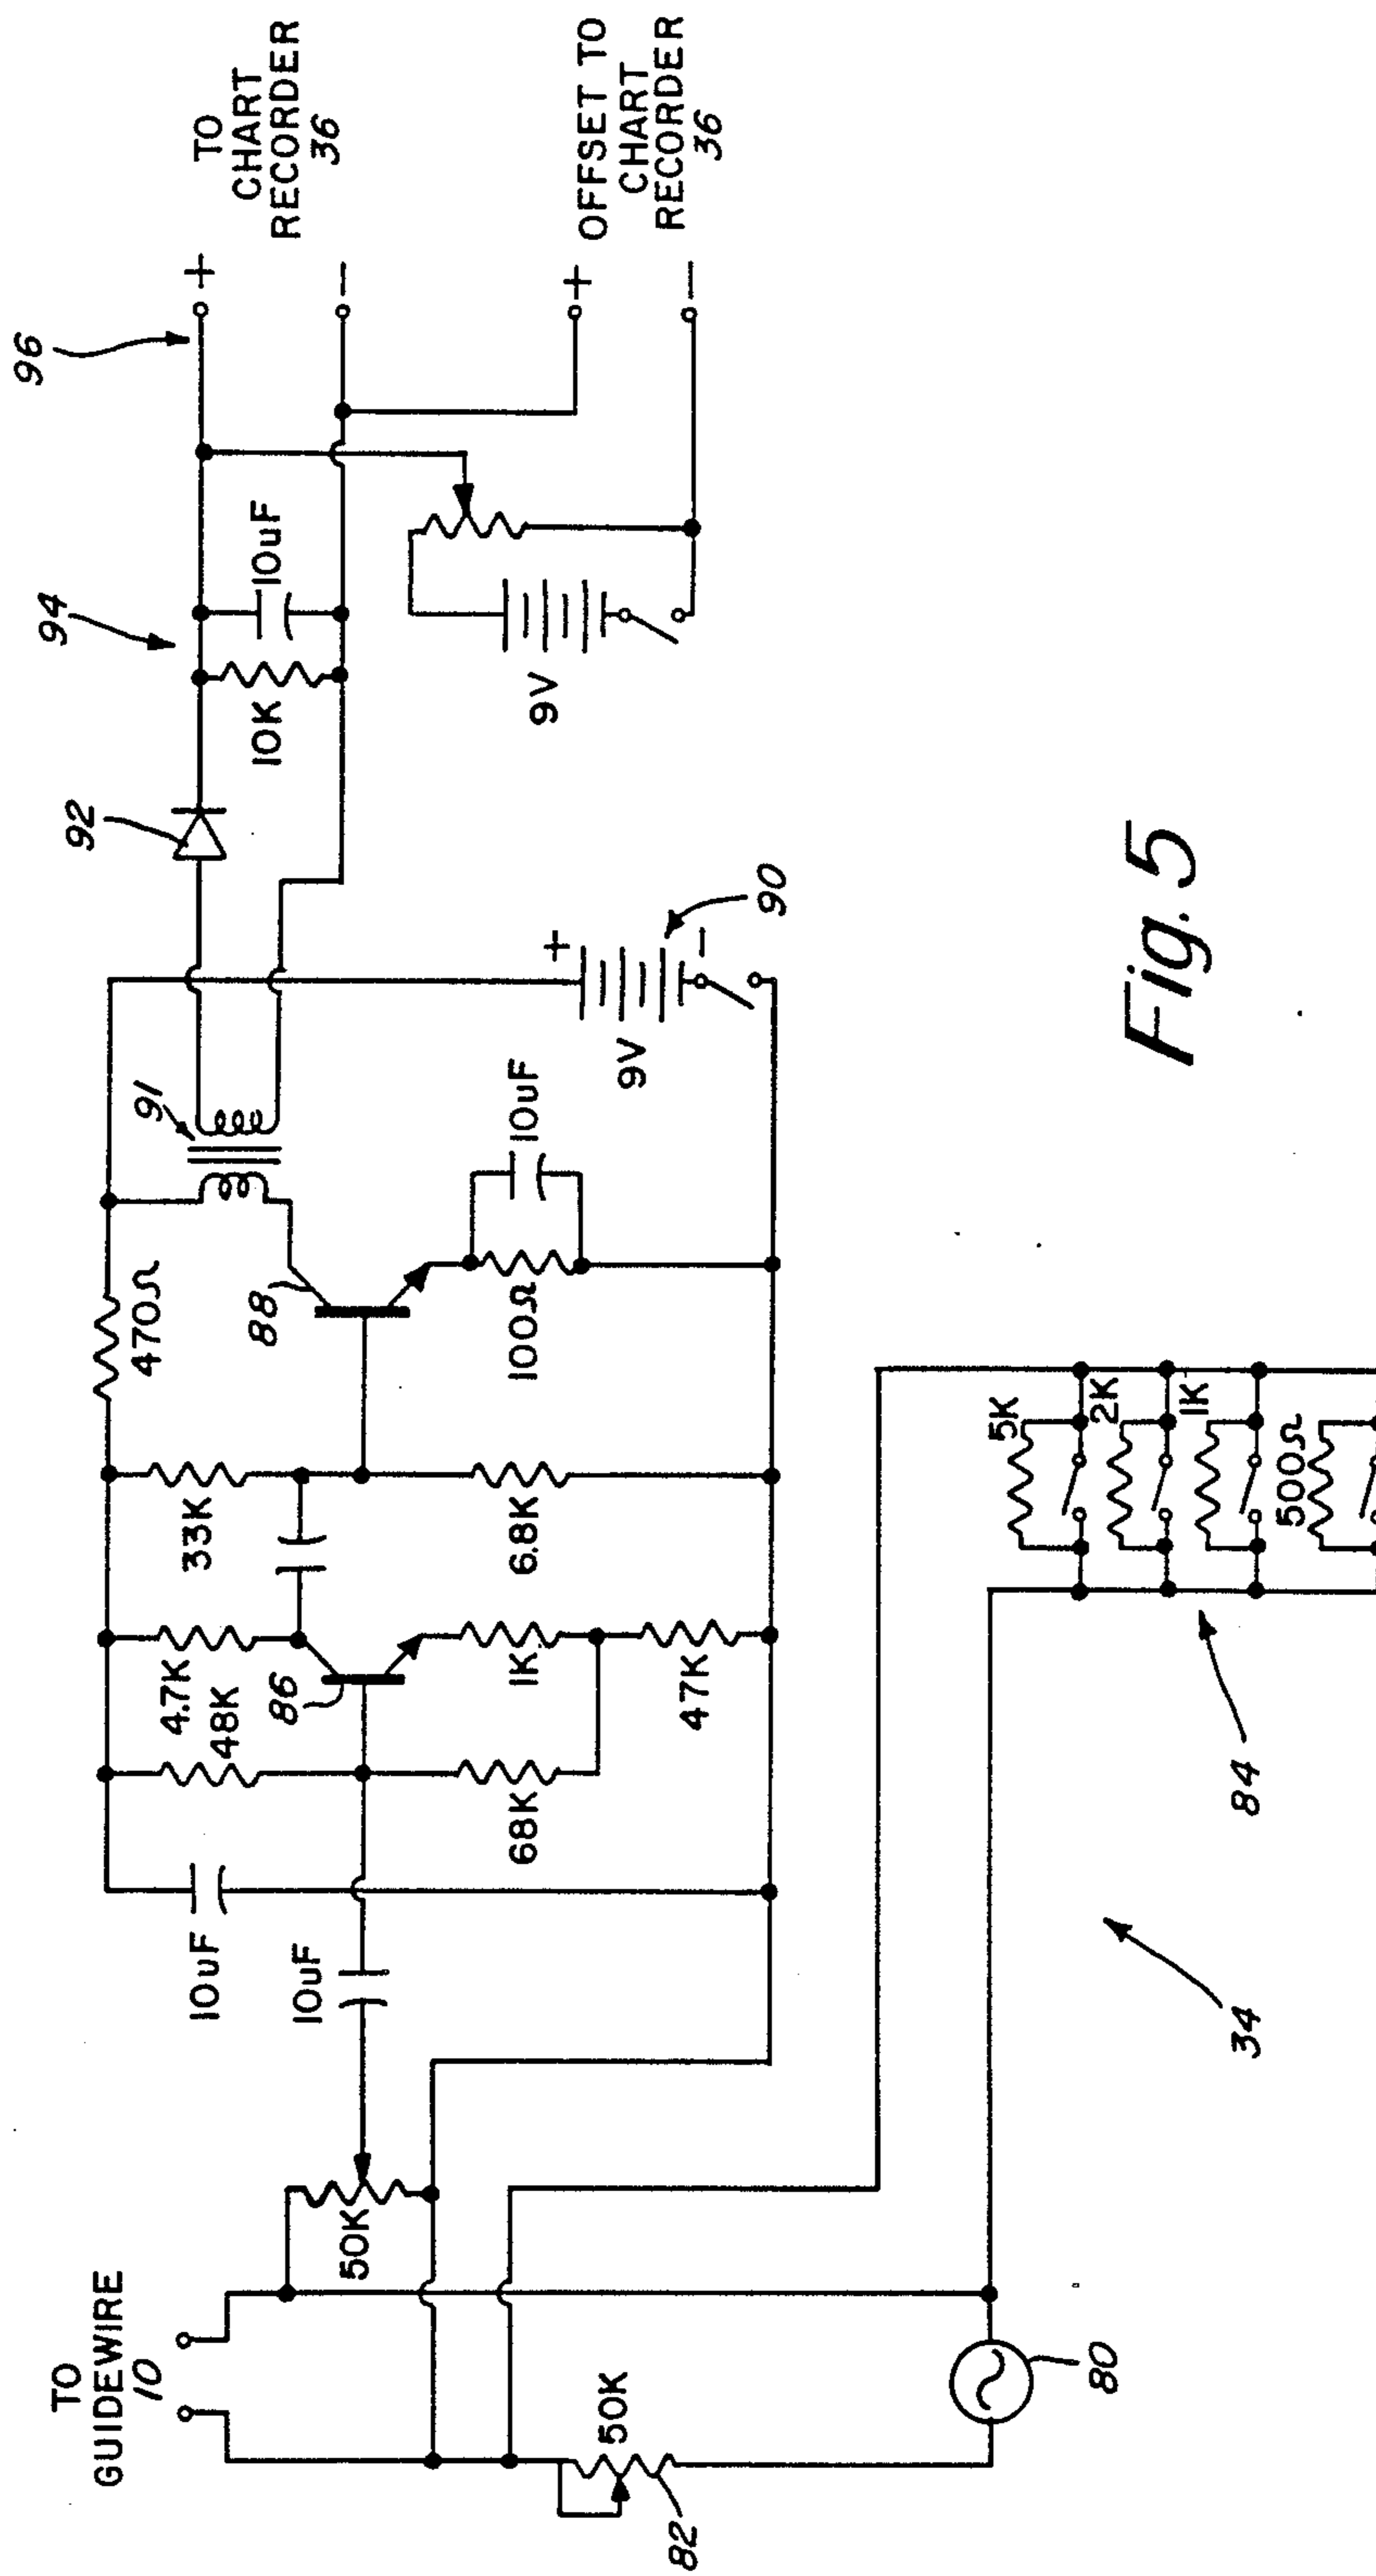 TO
GUIDEWIRE
10
50K
82
80
50K
10uF
10uF
48K
4.7K
86
68K
1K
47K
33K
6.8K
470Ω
88
100Ω
10uF
91
9V
+
-
90
92
94
10K
10uF
96
9V
+
-
TO
CHART
RECORDER
36
+
-
OFFSET TO
CHART
RECORDER
36
5K
2K
1K
500Ω
84
34
Fig. 5